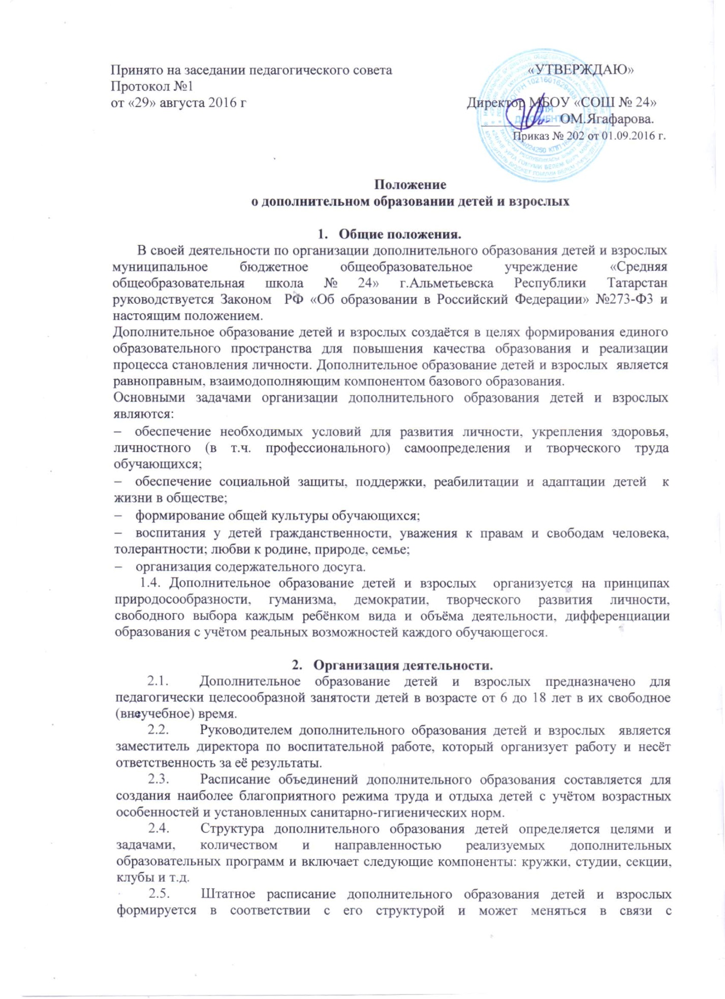 Принято на заседании педагогического совета
«УТВЕРЖДАЮ»
Протокол №1
от «29» августа 2016 г
Директор МБОУ «СОШ № 24»
ОМ.Ягафарова.
Приказ № 202 от 01.09.2016 г.
ОГРН 1021601629488
ДЛЯ
ДОКУМЕНТОВ
Положение
о дополнительном образовании детей и взрослых
1. Общие положения.
В своей деятельности по организации дополнительного образования детей и взрослых
муниципальное бюджетное общеобразовательное учреждение «Средняя
общеобразовательная школа № 24» г.Альметьевска Республики Татарстан
руководствуется Законом РФ «Об образовании в Российский Федерации» №273-ФЗ и
настоящим положением.
Дополнительное образование детей и взрослых создаётся в целях формирования единого
образовательного пространства для повышения качества образования и реализации
процесса становления личности. Дополнительное образование детей и взрослых является
равноправным, взаимодополняющим компонентом базового образования.
Основными задачами организации дополнительного образования детей и взрослых
являются:
– обеспечение необходимых условий для развития личности, укрепления здоровья,
личностного (в т.ч. профессионального) самоопределения и творческого труда
обучающихся;
– обеспечение социальной защиты, поддержки, реабилитации и адаптации детей к
жизни в обществе;
– формирование общей культуры обучающихся;
– воспитания у детей гражданственности, уважения к правам и свободам человека,
толерантности; любви к родине, природе, семье;
– организация содержательного досуга.
1.4. Дополнительное образование детей и взрослых организуется на принципах
природосообразности, гуманизма, демократии, творческого развития личности,
свободного выбора каждым ребёнком вида и объёма деятельности, дифференциации
образования с учётом реальных возможностей каждого обучающегося.
2. Организация деятельности.
2.1. Дополнительное образование детей и взрослых предназначено для
педагогически целесообразной занятости детей в возрасте от 6 до 18 лет в их свободное
(внеучебное) время.
2.2. Руководителем дополнительного образования детей и взрослых является
заместитель директора по воспитательной работе, который организует работу и несёт
ответственность за её результаты.
2.3. Расписание объединений дополнительного образования составляется для
создания наиболее благоприятного режима труда и отдыха детей с учётом возрастных
особенностей и установленных санитарно-гигиенических норм.
2.4. Структура дополнительного образования детей определяется целями и
задачами, количеством и направленностью реализуемых дополнительных
образовательных программ и включает следующие компоненты: кружки, студии, секции,
клубы и т.д.
2.5. Штатное расписание дополнительного образования детей и взрослых
формируется в соответствии с его структурой и может меняться в связи с